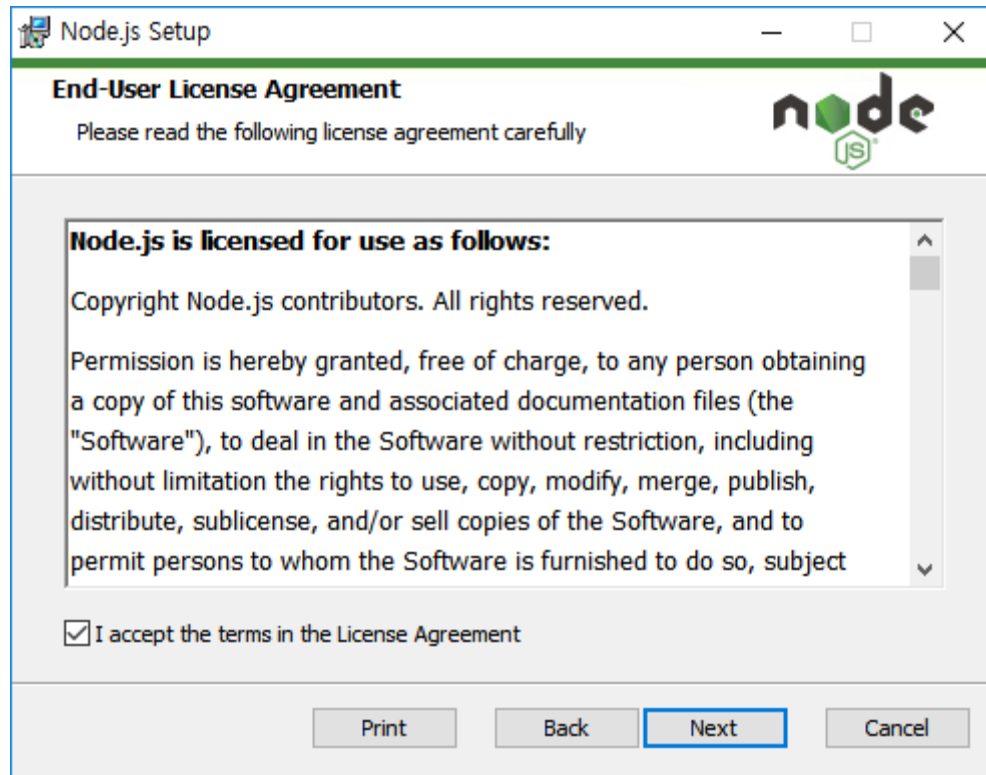 Node.js Setup
End-User License Agreement
Please read the following license agreement carefully
node
JS
Node.js is licensed for use as follows:
Copyright Node.js contributors. All rights reserved.
Permission is hereby granted, free of charge, to any person obtaining
a copy of this software and associated documentation files (the
"Software"), to deal in the Software without restriction, including
without limitation the rights to use, copy, modify, merge, publish,
distribute, sublicense, and/or sell copies of the Software, and to
permit persons to whom the Software is furnished to do so, subject
I accept the terms in the License Agreement
Print Back Next Cancel